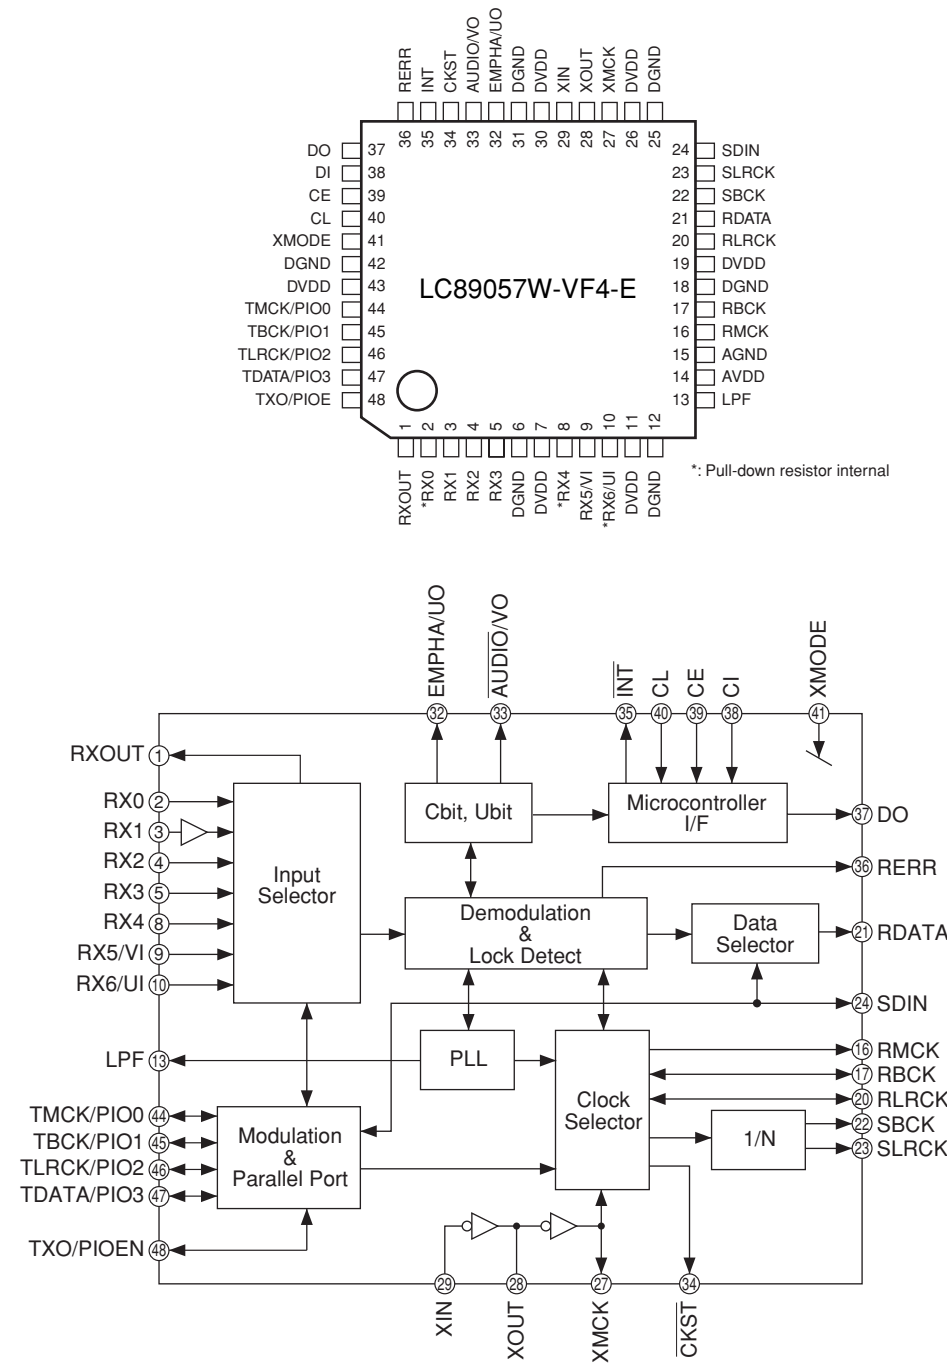 RERR
INT
CKST
AUDIO/VO
EMPHA/UO
DGND
DVDD
XIN
XOUT
XMCK
DVDD
DGND
36 35 34 33 32 31 30 29 28 27 26 25
DO 37
DI 38
CE 39
CL 40
XMODE 41
DGND 42
DVDD 43
TMCK/PIO0 44
TBCK/PIO1 45
TLRCK/PIO2 46
TDATA/PIO3 47
TXO/PIOE 48
LC89057W-VF4-E
24 SDIN
23 SLRCK
22 SBCK
21 RDATA
20 RLRCK
19 DVDD
18 DGND
17 RBCK
16 RMCK
15 AGND
14 AVDD
13 LPF
1 2 3 4 5 6 7 8 9 10 11 12
RXOUT
*RX0
RX1
RX2
RX3
DGND
DVDD
*RX4
RX5/VI
*RX6/UI
DVDD
DGND
*: Pull-down resistor internal
EMPHA/UO
AUDIO/VO
INT
CL
CE
CI
XMODE
32 33 35 40 39 38 41
RXOUT 1
RX0 2
RX1 3
RX2 4
RX3 5
RX4 8
RX5/VI 9
RX6/UI 10
LPF 13
TMCK/PIO0 44
TBCK/PIO1 45
TLRCK/PIO2 46
TDATA/PIO3 47
TXO/PIOEN 48
Input
Selector
Cbit, Ubit
Microcontroller
I/F
Demodulation
&
Lock Detect
Data
Selector
PLL
Clock
Selector
1/N
Modulation
&
Parallel Port
37 DO
36 RERR
21 RDATA
24 SDIN
16 RMCK
17 RBCK
20 RLRCK
22 SBCK
23 SLRCK
29 28 27 34
XIN
XOUT
XMCK
CKST